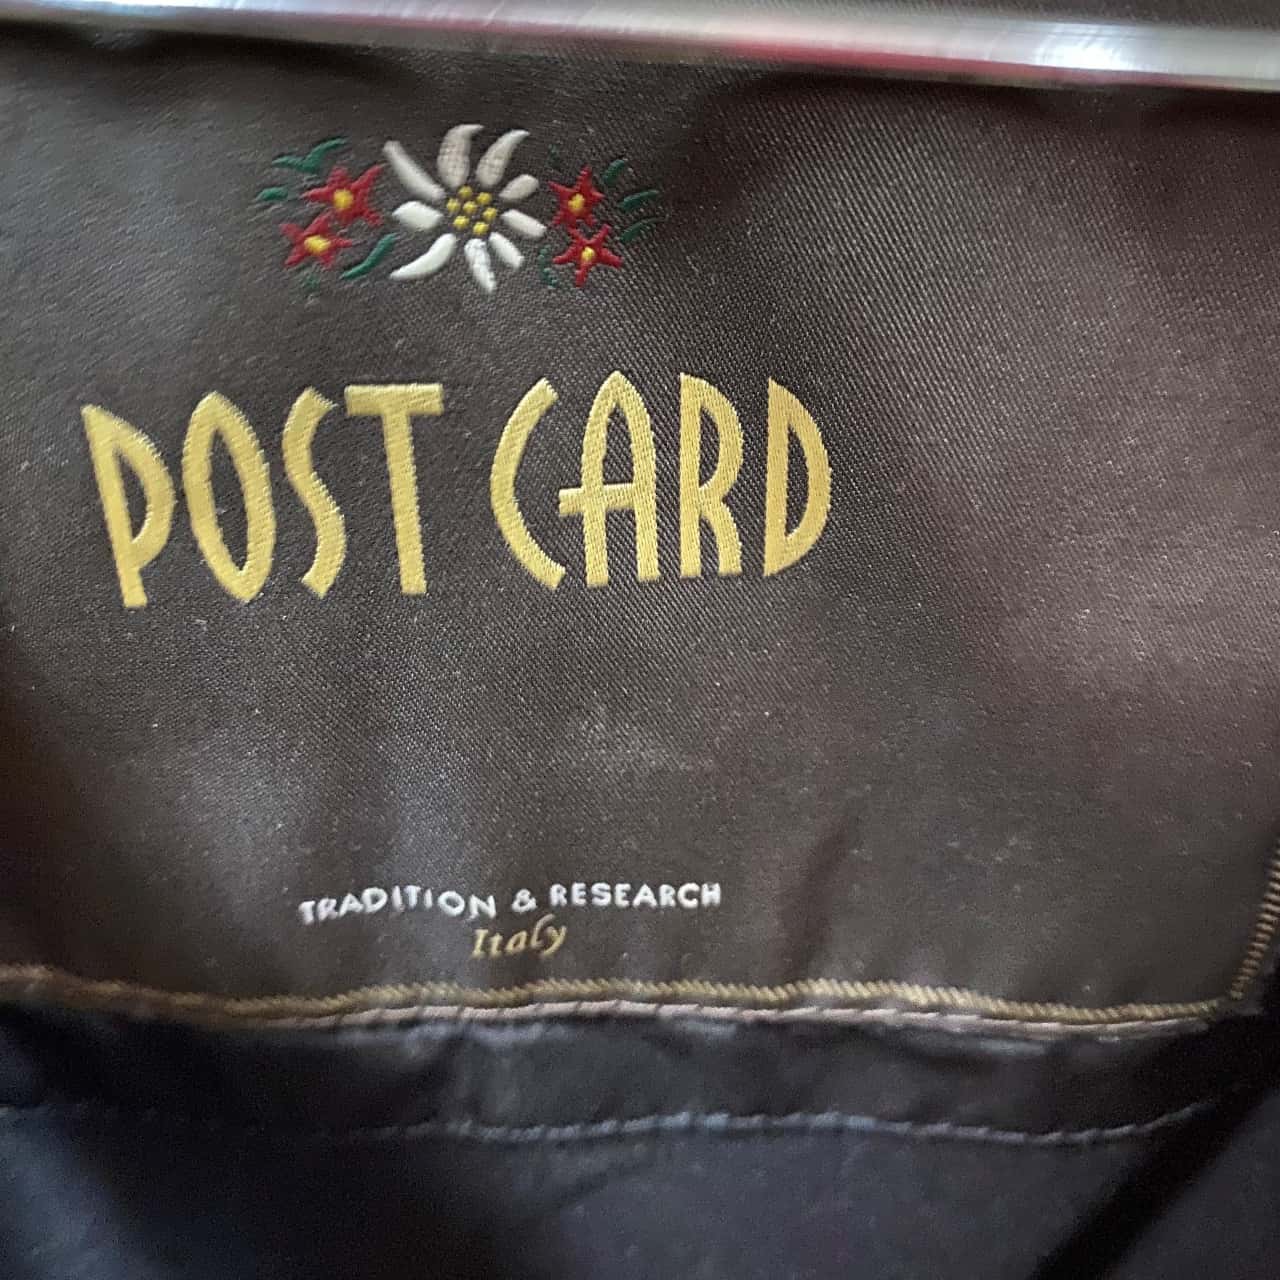 POST CARD
TRADITION & RESEARCH
Italy